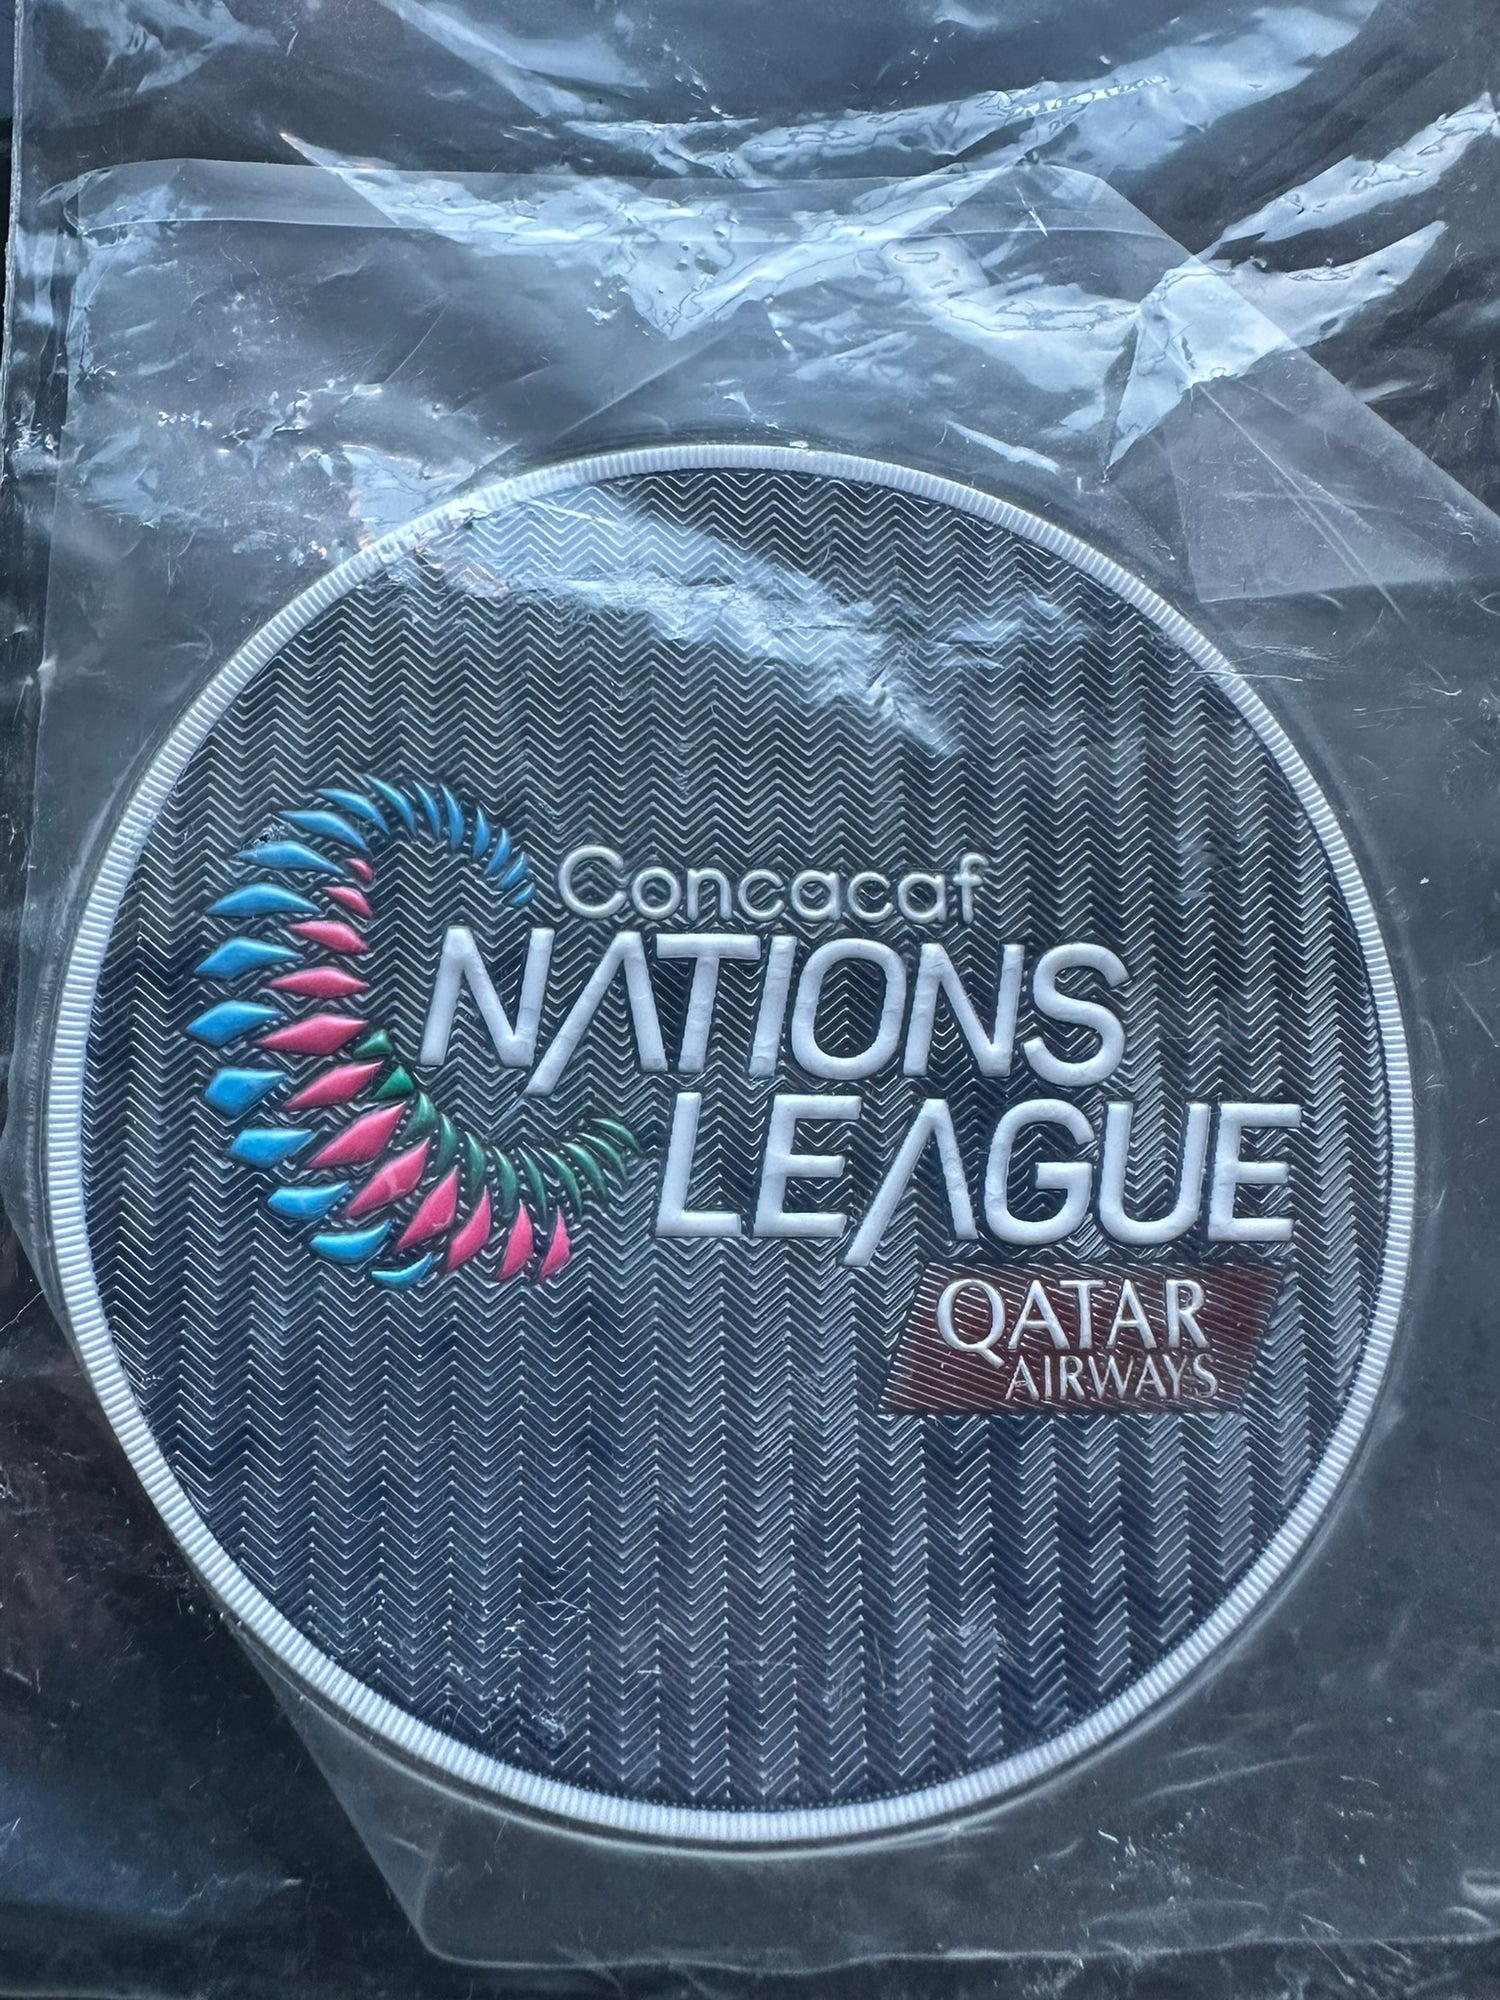 Concacaf
NATIONS
LEAGUE
QATAR
AIRWAYS